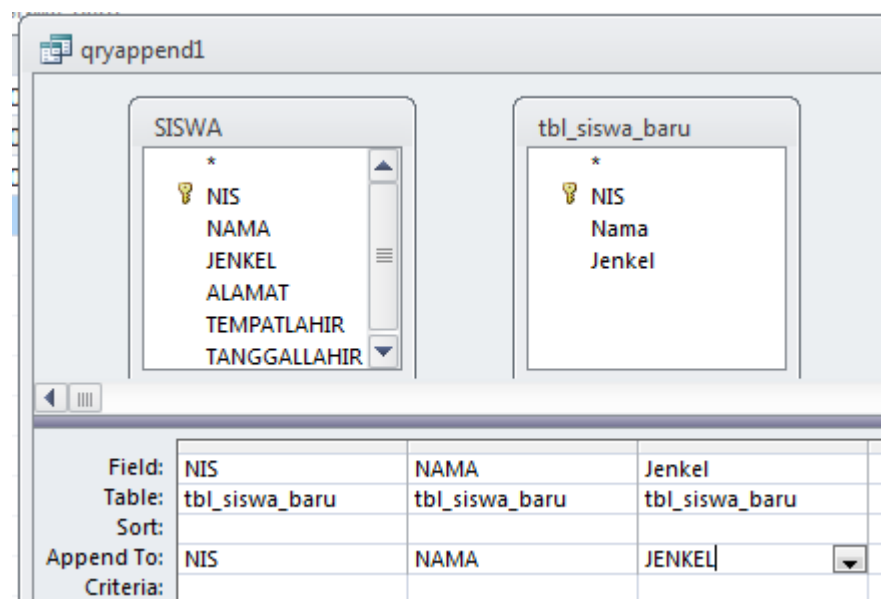 qryappend1
SISWA
*
NIS
NAMA
JENKEL
ALAMAT
TEMPATLAHIR
TANGGALLAHIR
tbl_siswa_baru
*
NIS
Nama
Jenkel
Field: NIS NAMA Jenkel
Table: tbl_siswa_baru tbl_siswa_baru tbl_siswa_baru
Sort:
Append To: NIS NAMA JENKEL
Criteria: